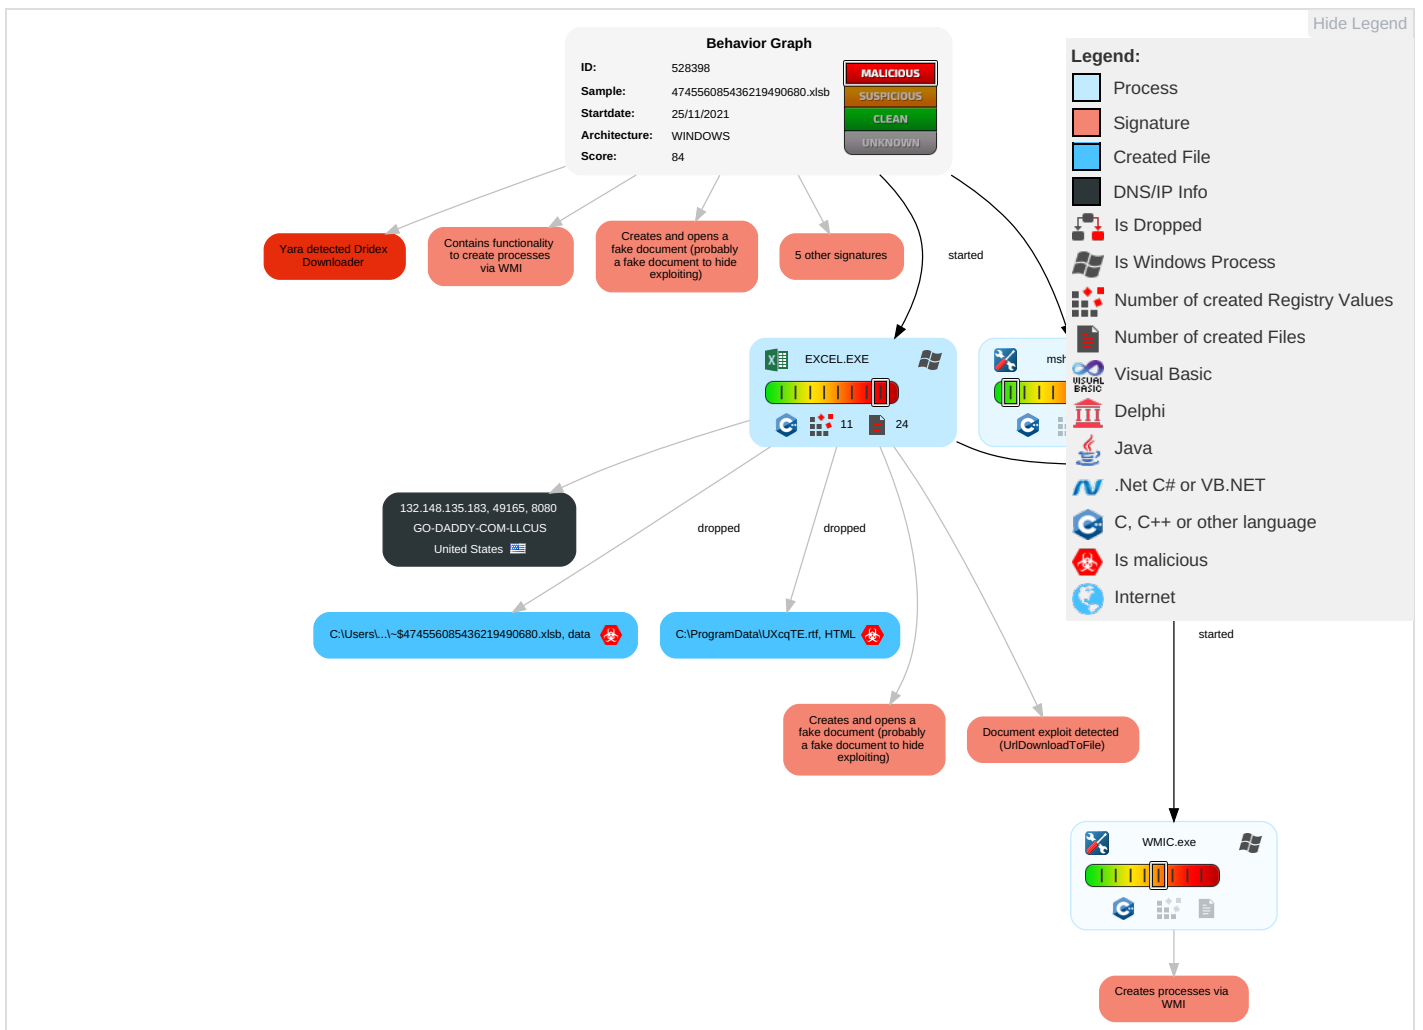 Hide Legend
Behavior Graph
ID: 528398
Sample: 474556085436219490680.xlsb
Startdate: 25/11/2021
Architecture: WINDOWS
Score: 84
MALICIOUS
SUSPICIOUS
CLEAN
UNKNOWN
Legend:
Process
Signature
Created File
DNS/IP Info
Is Dropped
Is Windows Process
Number of created Registry Values
Number of created Files
VISUAL
BASIC
Visual Basic
Delphi
Java
.Net C# or VB.NET
C, C++ or other language
Is malicious
Internet
Yara detected Dridex
Downloader
Contains functionality
to create processes
via WMI
Creates and opens a
fake document (probably
a fake document to hide
exploiting)
5 other signatures
started
EXCEL.EXE
11
24
msh
132.148.135.183, 49165, 8080
GO-DADDY-COM-LLCUS
United States
dropped
dropped
C:\Users\...\~$474556085436219490680.xlsb, data
C:\ProgramData\UXcqTE.rtf, HTML
started
Creates and opens a
fake document (probably
a fake document to hide
exploiting)
Document exploit detected
(UrlDownloadToFile)
WMIC.exe
Creates processes via
WMI